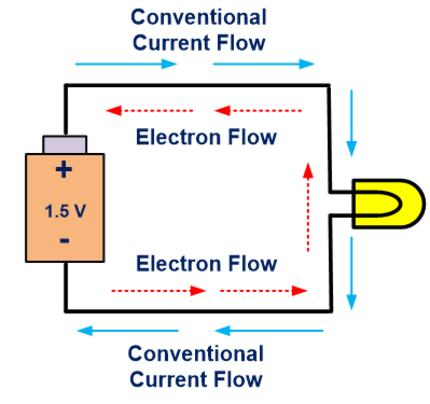 Conventional
Current Flow
Electron Flow
+
1.5 V
-
Electron Flow
Conventional
Current Flow